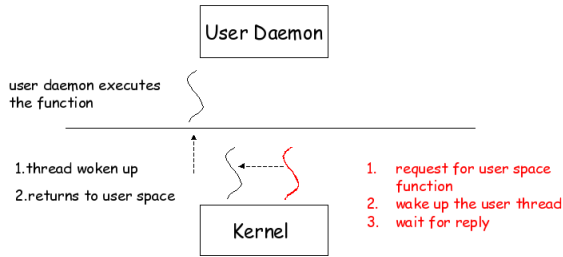 User Daemon
user daemon executes
the function
1.thread woken up
2.returns to user space
1. request for user space
function
2. wake up the user thread
3. wait for reply
Kernel